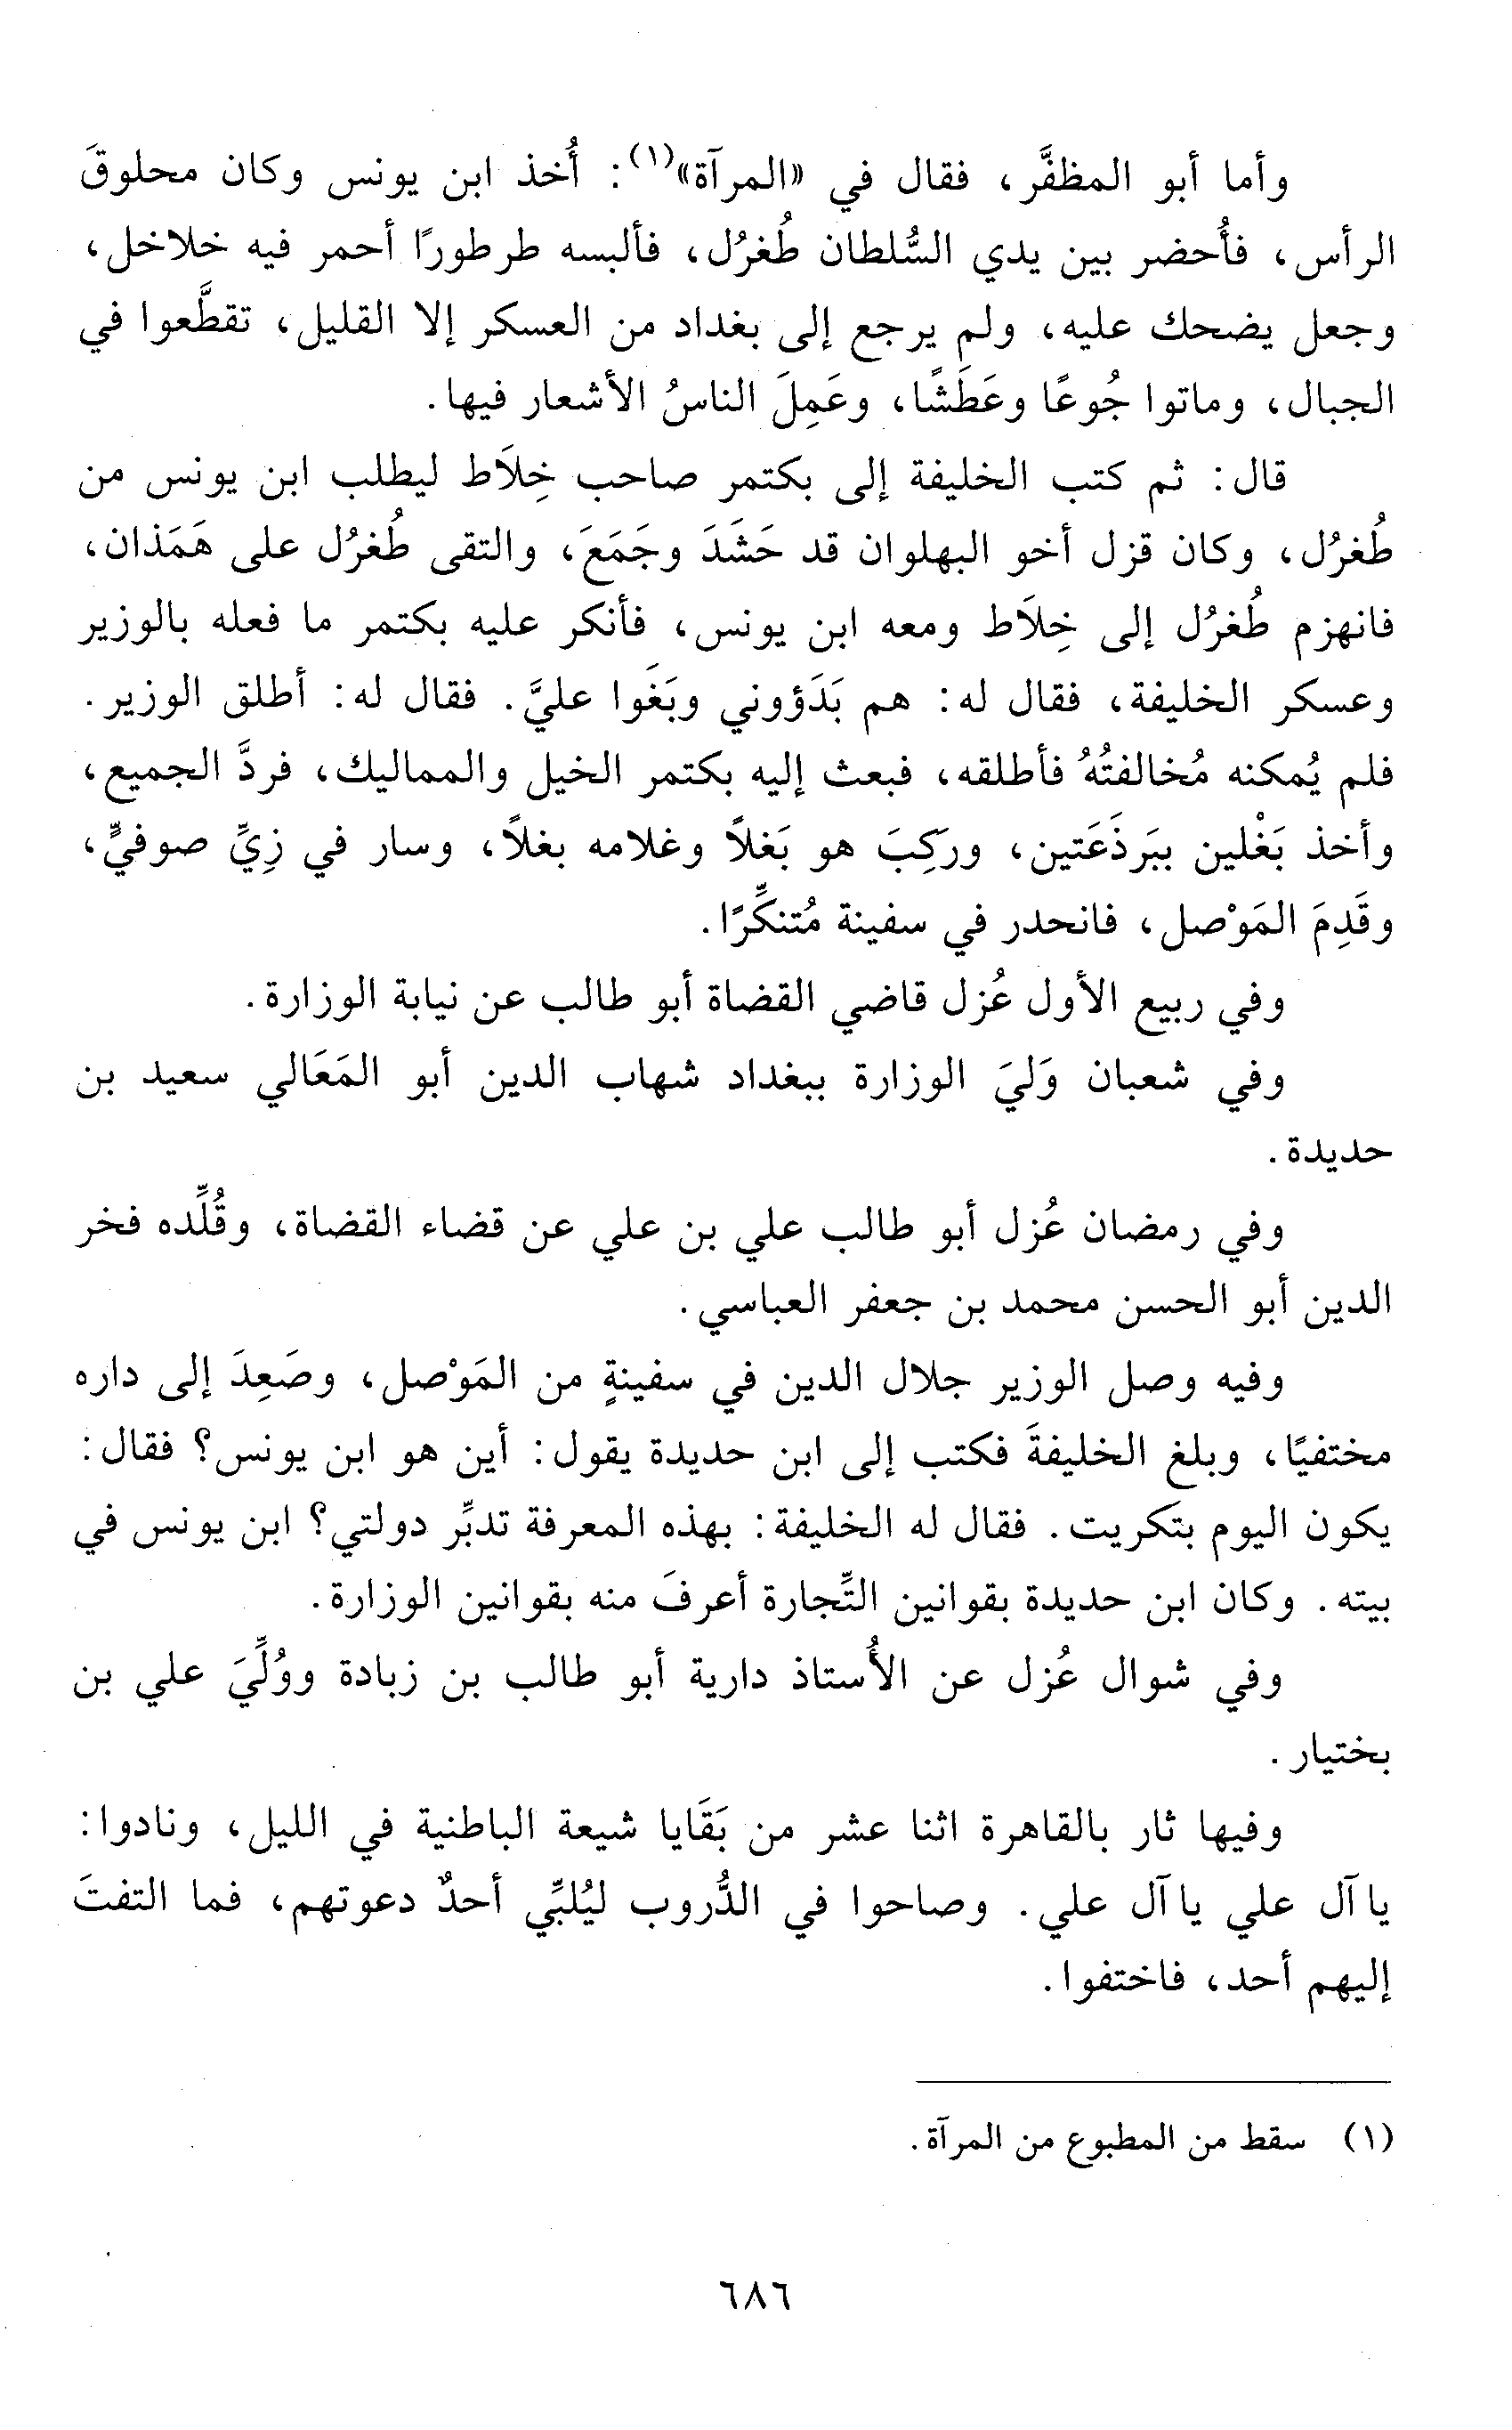 وأما أبو المظفَّر، فقال في «المرآة»(١): أُخذ ابن يونس وكان محلوقَ
الرأس، فأُحضر بين يدي السُّلطان طُغرُل، فألبسه طرطورًا أحمر فيه خلاخل،
وجعل يضحك عليه، ولم يرجع إلى بغداد من العسكر إلا القليل، تقطَّعوا في
الجبال، وماتوا جُوعًا وعَطَشًا، وعَمِلَ الناسُ الأشعار فيها.
قال: ثم كتب الخليفة إلى بكتمر صاحب خِلَاط ليطلب ابن يونس من
طُغرُل، وكان قزل أخو البهلوان قد حَشَدَ وجَمَعَ، والتقى طُغرُل على هَمَذان،
فانهزم طُغرُل إلى خِلَاط ومعه ابن يونس، فأنكر عليه بكتمر ما فعله بالوزير
وعسكر الخليفة، فقال له: هم بَدَؤوني وبَغَوا عليَّ. فقال له: أطلق الوزير.
فلم يُمكنه مُخالفتُهُ فأطلقه، فبعث إليه بكتمر الخيل والمماليك، فردَّ الجميع،
وأخذ بَغْلين ببَرذَعَتين، وركِبَ هو بَغلاً وغلامه بغلاً، وسار في زِيِّ صوفيٍّ،
وقَدِمَ المَوْصل، فانحدر في سفينة مُتنكِّرًا.
وفي ربيع الأول عُزل قاضي القضاة أبو طالب عن نيابة الوزارة.
وفي شعبان وَليَ الوزارة ببغداد شهاب الدين أبو المَعَالي سعيد بن
حديدة.
وفي رمضان عُزل أبو طالب علي بن علي عن قضاء القضاة، وقُلِّده فخر
الدين أبو الحسن محمد بن جعفر العباسي.
وفيه وصل الوزير جلال الدين في سفينةٍ من المَوْصل، وصَعِدَ إلى داره
مختفيًا، وبلغ الخليفةَ فكتب إلى ابن حديدة يقول: أين هو ابن يونس؟ فقال:
يكون اليوم بتكريت. فقال له الخليفة: بهذه المعرفة تدبِّر دولتي؟ ابن يونس في
بيته. وكان ابن حديدة بقوانين التِّجارة أعرفَ منه بقوانين الوزارة.
وفي شوال عُزل عن الأُستاذ دارية أبو طالب بن زبادة ووُلِّيَ علي بن
بختيار.
وفيها ثار بالقاهرة اثنا عشر من بَقَايا شيعة الباطنية في الليل، ونادوا:
يا آل علي يا آل علي. وصاحوا في الدُّروب ليُلبِّي أحدٌ دعوتهم، فما التفتَ
إليهم أحد، فاختفوا.
(١) سقط من المطبوع من المرآة.
٦٨٦